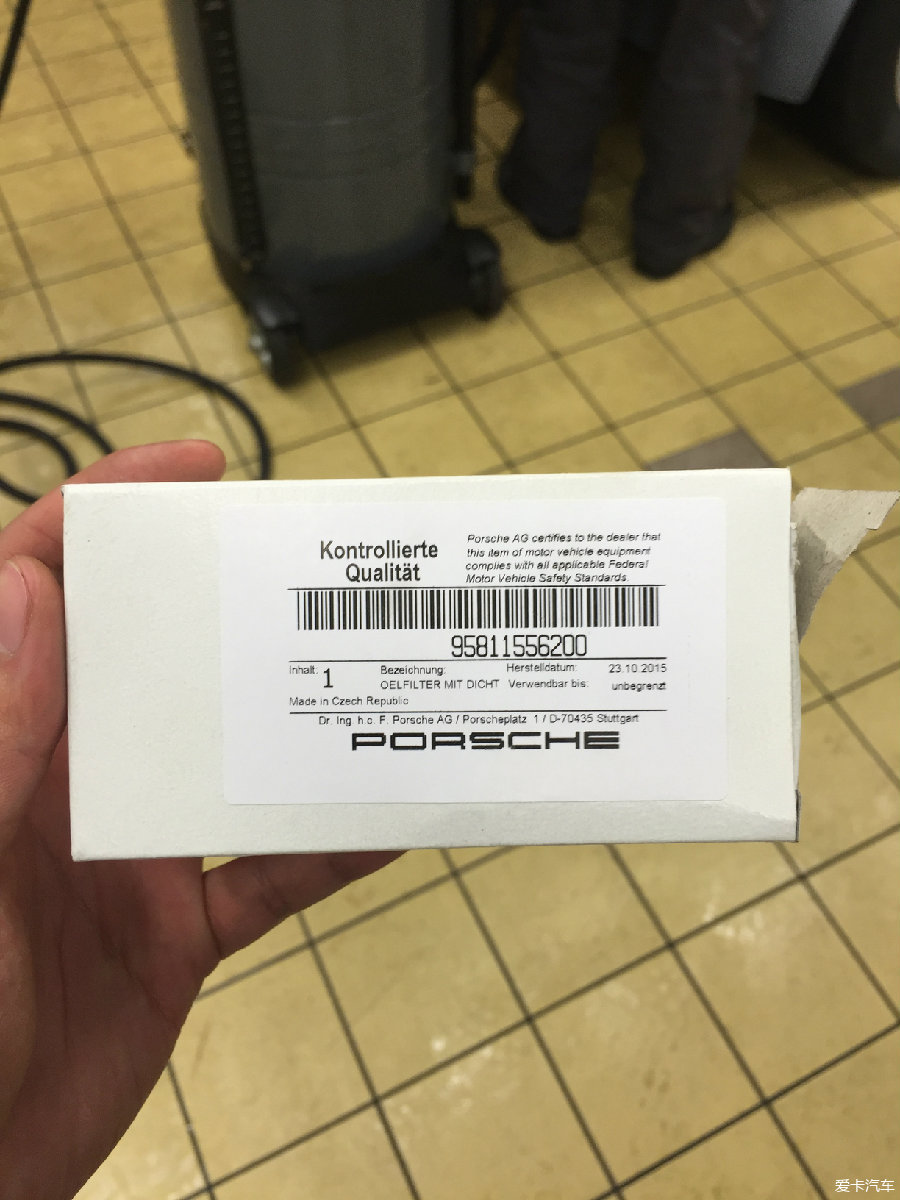 Kontrollierte
Qualität
Porsche AG certifies to the dealer that
this item of motor vehicle equipment
complies with all applicable Federal
Motor Vehicle Safety Standards.
95811556200
Inhalt: 1
Bezeichnung:
OELFILTER MIT DICHT
Herstelldatum: 23.10.2015
Verwendbar bis: unbegrenzt
Made in Czech Republic
Dr. Ing. h.c. F. Porsche AG / Porscheplatz 1 / D-70435 Stuttgart
PORSCHE
爱卡汽车